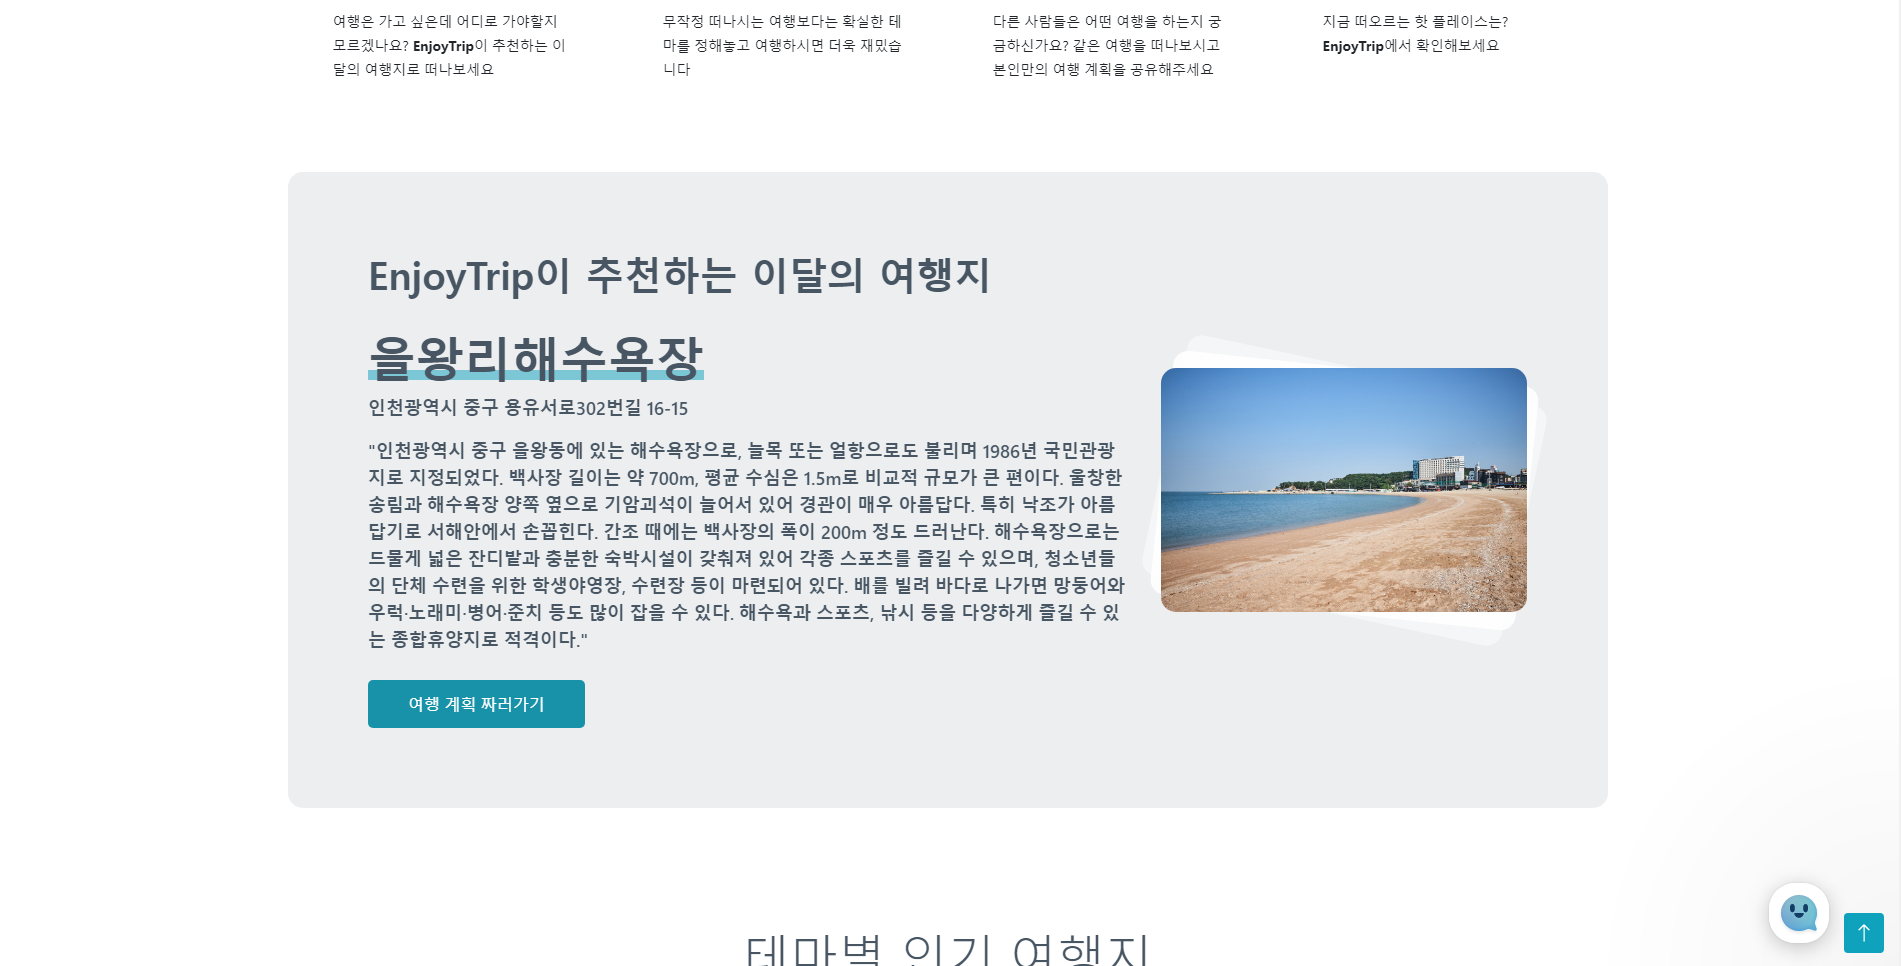 여행은 가고 싶은데 어디로 가야할지
모르겠나요? EnjoyTrip이 추천하는 이
달의 여행지로 떠나보세요
무작정 떠나시는 여행보다는 확실한 테
마를 정해놓고 여행하시면 더욱 재밌습
니다
다른 사람들은 어떤 여행을 하는지 궁
금하신가요? 같은 여행을 떠나보시고
본인만의 여행 계획을 공유해주세요
지금 떠오르는 핫 플레이스는?
EnjoyTrip에서 확인해보세요
EnjoyTrip이 추천하는 이달의 여행지
을왕리해수욕장
인천광역시 중구 용유서로302번길 16-15
"인천광역시 중구 을왕동에 있는 해수욕장으로, 늘목 또는 얼항으로도 불리며 1986년 국민관광
지로 지정되었다. 백사장 길이는 약 700m, 평균 수심은 1.5m로 비교적 규모가 큰 편이다. 울창한
송림과 해수욕장 양쪽 옆으로 기암괴석이 늘어서 있어 경관이 매우 아름답다. 특히 낙조가 아름
답기로 서해안에서 손꼽힌다. 간조 때에는 백사장의 폭이 200m 정도 드러난다. 해수욕장으로는
드물게 넓은 잔디밭과 충분한 숙박시설이 갖춰져 있어 각종 스포츠를 즐길 수 있으며, 청소년들
의 단체 수련을 위한 학생야영장, 수련장 등이 마련되어 있다. 배를 빌려 바다로 나가면 망둥어와
우럭·노래미·병어·준치 등도 많이 잡을 수 있다. 해수욕과 스포츠, 낚시 등을 다양하게 즐길 수 있
는 종합휴양지로 적격이다."
여행 계획 짜러가기
테마별 인기 여행지